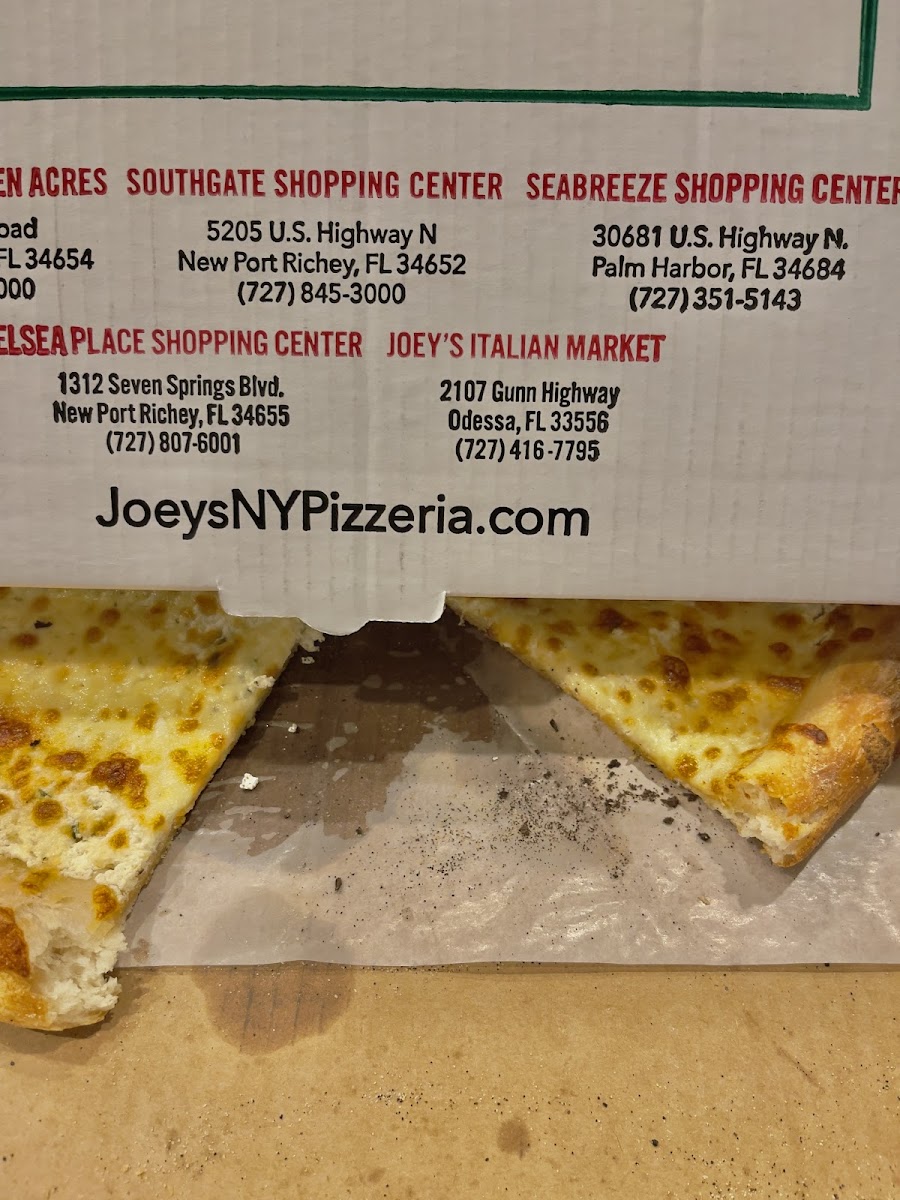 EN ACRES SOUTHGATE SHOPPING CENTER SEABREEZE SHOPPING CENTER
oad 5205 U.S. Highway N 30681 U.S. Highway N.
FL 34654 New Port Richey, FL 34652 Palm Harbor, FL 34684
000 (727) 845-3000 (727) 351-5143
ELSEA PLACE SHOPPING CENTER JOEY'S ITALIAN MARKET
1312 Seven Springs Blvd. 2107 Gunn Highway
New Port Richey, FL 34655 Odessa, FL 33556
(727) 807-6001 (727) 416-7795
JoeysNYPizzeria.com